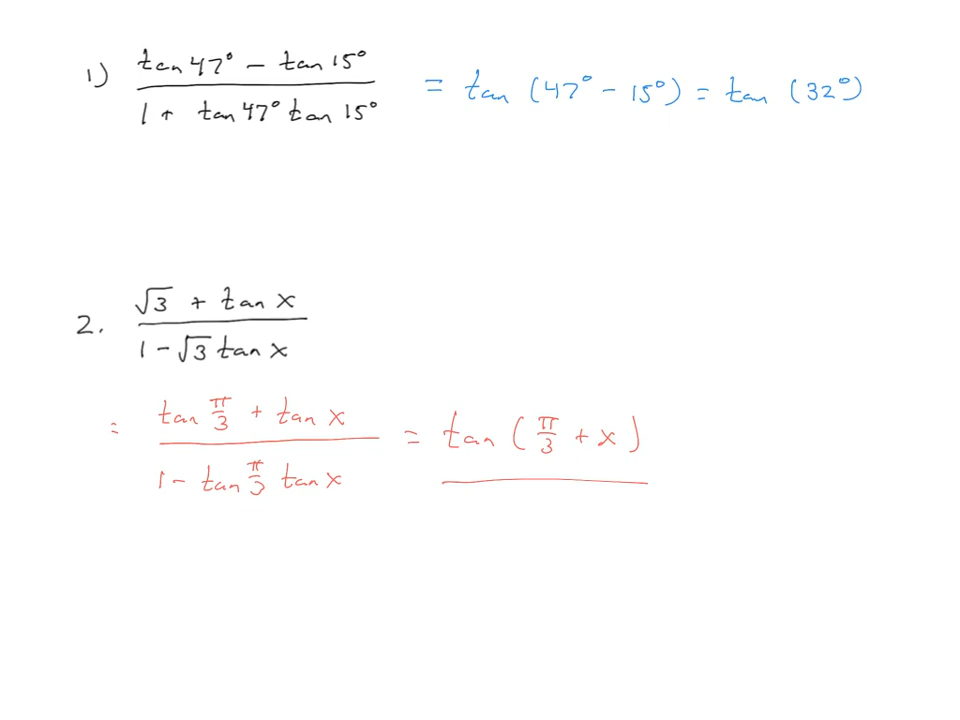 1) (tan 47° − tan 15°) / (1 + tan 47° tan 15°) = tan (47° − 15°) = tan (32°)
2. (√3 + tan x) / (1 − √3 tan x)
= (tan π/3 + tan x) / (1 − tan π/3 tan x) = tan (π/3 + x)